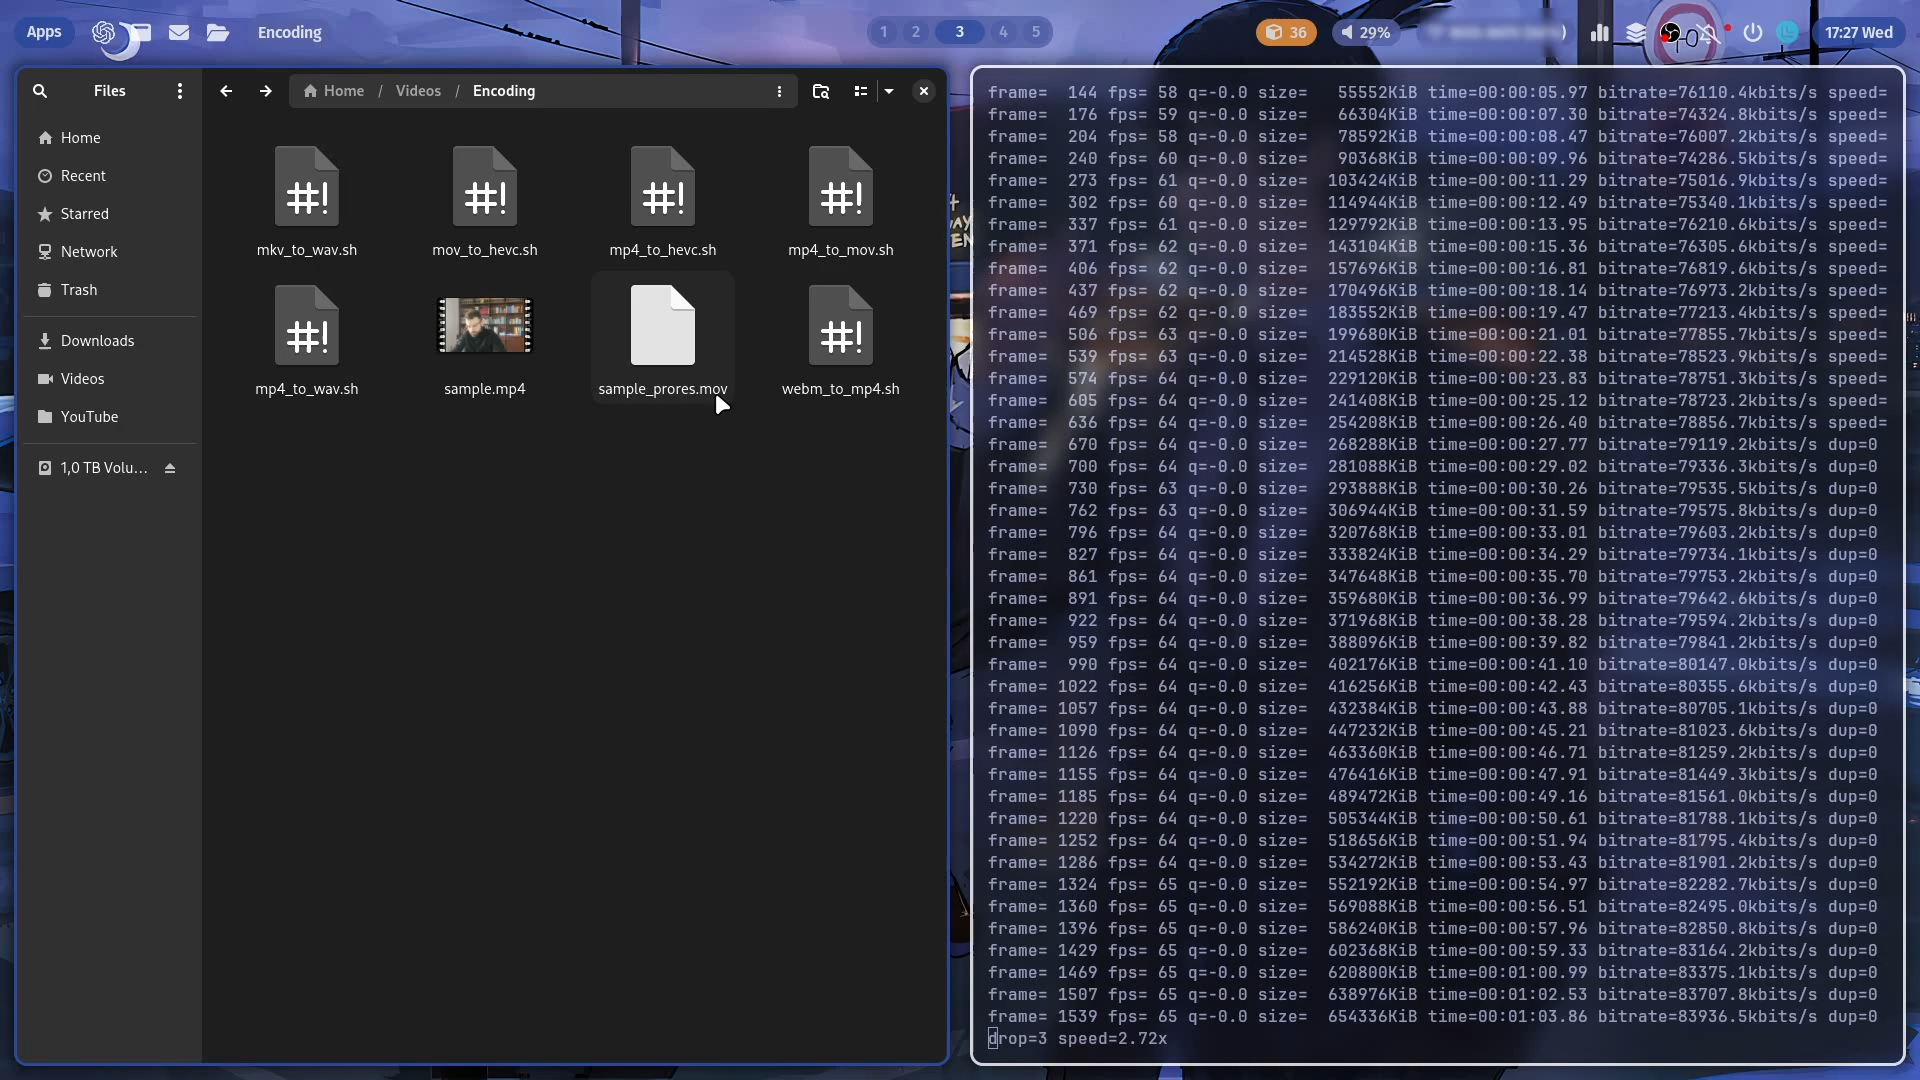 Apps
Encoding
1 2 3 4 5
36
29%
17:27 Wed
Files
Home / Videos / Encoding
Home
Recent
Starred
Network
Trash
Downloads
Videos
YouTube
1,0 TB Volu...
mkv_to_wav.sh
mov_to_hevc.sh
mp4_to_hevc.sh
mp4_to_mov.sh
mp4_to_wav.sh
sample.mp4
sample_prores.mov
webm_to_mp4.sh
frame= 144 fps= 58 q=-0.0 size= 55552KiB time=00:00:05.97 bitrate=76110.4kbits/s speed=
frame= 176 fps= 59 q=-0.0 size= 66304KiB time=00:00:07.30 bitrate=74324.8kbits/s speed=
frame= 204 fps= 58 q=-0.0 size= 78592KiB time=00:00:08.47 bitrate=76007.2kbits/s speed=
frame= 240 fps= 60 q=-0.0 size= 90368KiB time=00:00:09.96 bitrate=74286.5kbits/s speed=
frame= 273 fps= 61 q=-0.0 size= 103424KiB time=00:00:11.29 bitrate=75016.9kbits/s speed=
frame= 302 fps= 60 q=-0.0 size= 114944KiB time=00:00:12.49 bitrate=75340.1kbits/s speed=
frame= 337 fps= 61 q=-0.0 size= 129792KiB time=00:00:13.95 bitrate=76210.6kbits/s speed=
frame= 371 fps= 62 q=-0.0 size= 143104KiB time=00:00:15.36 bitrate=76305.6kbits/s speed=
frame= 406 fps= 62 q=-0.0 size= 157696KiB time=00:00:16.81 bitrate=76819.6kbits/s speed=
frame= 437 fps= 62 q=-0.0 size= 170496KiB time=00:00:18.14 bitrate=76973.2kbits/s speed=
frame= 469 fps= 62 q=-0.0 size= 183552KiB time=00:00:19.47 bitrate=77213.4kbits/s speed=
frame= 506 fps= 63 q=-0.0 size= 199680KiB time=00:00:21.01 bitrate=77855.7kbits/s speed=
frame= 539 fps= 63 q=-0.0 size= 214528KiB time=00:00:22.38 bitrate=78523.9kbits/s speed=
frame= 574 fps= 64 q=-0.0 size= 229120KiB time=00:00:23.83 bitrate=78751.3kbits/s speed=
frame= 605 fps= 64 q=-0.0 size= 241408KiB time=00:00:25.12 bitrate=78723.2kbits/s speed=
frame= 636 fps= 64 q=-0.0 size= 254208KiB time=00:00:26.40 bitrate=78856.7kbits/s speed=
frame= 670 fps= 64 q=-0.0 size= 268288KiB time=00:00:27.77 bitrate=79119.2kbits/s dup=0
frame= 700 fps= 64 q=-0.0 size= 281088KiB time=00:00:29.02 bitrate=79336.3kbits/s dup=0
frame= 730 fps= 63 q=-0.0 size= 293888KiB time=00:00:30.26 bitrate=79535.5kbits/s dup=0
frame= 762 fps= 63 q=-0.0 size= 306944KiB time=00:00:31.59 bitrate=79575.8kbits/s dup=0
frame= 796 fps= 64 q=-0.0 size= 320768KiB time=00:00:33.01 bitrate=79603.2kbits/s dup=0
frame= 827 fps= 64 q=-0.0 size= 333824KiB time=00:00:34.29 bitrate=79734.1kbits/s dup=0
frame= 861 fps= 64 q=-0.0 size= 347648KiB time=00:00:35.70 bitrate=79753.2kbits/s dup=0
frame= 891 fps= 64 q=-0.0 size= 359680KiB time=00:00:36.99 bitrate=79642.6kbits/s dup=0
frame= 922 fps= 64 q=-0.0 size= 371968KiB time=00:00:38.28 bitrate=79594.2kbits/s dup=0
frame= 959 fps= 64 q=-0.0 size= 388096KiB time=00:00:39.82 bitrate=79841.2kbits/s dup=0
frame= 990 fps= 64 q=-0.0 size= 402176KiB time=00:00:41.10 bitrate=80147.0kbits/s dup=0
frame= 1022 fps= 64 q=-0.0 size= 416256KiB time=00:00:42.43 bitrate=80355.6kbits/s dup=0
frame= 1057 fps= 64 q=-0.0 size= 432384KiB time=00:00:43.88 bitrate=80705.1kbits/s dup=0
frame= 1090 fps= 64 q=-0.0 size= 447232KiB time=00:00:45.21 bitrate=81023.6kbits/s dup=0
frame= 1126 fps= 64 q=-0.0 size= 463360KiB time=00:00:46.71 bitrate=81259.2kbits/s dup=0
frame= 1155 fps= 64 q=-0.0 size= 476416KiB time=00:00:47.91 bitrate=81449.3kbits/s dup=0
frame= 1185 fps= 64 q=-0.0 size= 489472KiB time=00:00:49.16 bitrate=81561.0kbits/s dup=0
frame= 1220 fps= 64 q=-0.0 size= 505344KiB time=00:00:50.61 bitrate=81788.1kbits/s dup=0
frame= 1252 fps= 64 q=-0.0 size= 518656KiB time=00:00:51.94 bitrate=81795.4kbits/s dup=0
frame= 1286 fps= 64 q=-0.0 size= 534272KiB time=00:00:53.43 bitrate=81901.2kbits/s dup=0
frame= 1324 fps= 65 q=-0.0 size= 552192KiB time=00:00:54.97 bitrate=82282.7kbits/s dup=0
frame= 1360 fps= 65 q=-0.0 size= 569088KiB time=00:00:56.51 bitrate=82495.0kbits/s dup=0
frame= 1396 fps= 65 q=-0.0 size= 586240KiB time=00:00:57.96 bitrate=82850.8kbits/s dup=0
frame= 1429 fps= 65 q=-0.0 size= 602368KiB time=00:00:59.33 bitrate=83164.2kbits/s dup=0
frame= 1469 fps= 65 q=-0.0 size= 620800KiB time=00:01:00.99 bitrate=83375.1kbits/s dup=0
frame= 1507 fps= 65 q=-0.0 size= 638976KiB time=00:01:02.53 bitrate=83707.8kbits/s dup=0
frame= 1539 fps= 65 q=-0.0 size= 654336KiB time=00:01:03.86 bitrate=83936.5kbits/s dup=0
drop=3 speed=2.72x